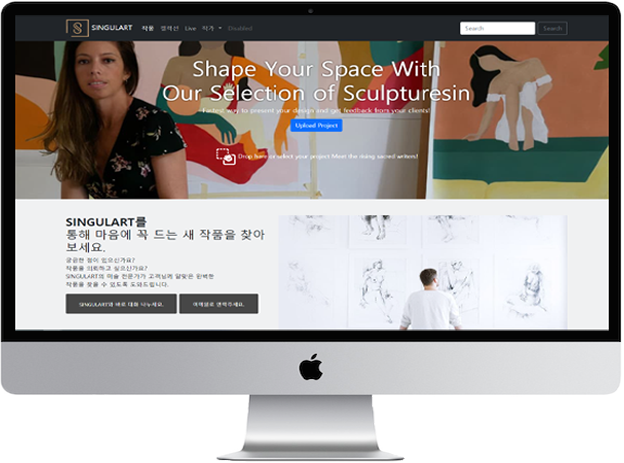 SINGULART 작품 컬렉션 Live 작가 Disabled Search Search
Shape Your Space With
Our Selection of Sculpturesin
Fastest way to present your design and get feedback from your clients!
Upload Project
Drop here or select your project Meet the rising sacred writers!
SINGULART를
통해 마음에 꼭 드는 새 작품을 찾아
보세요.
궁금한 점이 있으신가요?
작품을 의뢰하고 싶으신가요?
SINGULART의 미술 전문가가 고객님께 알맞은 완벽한
작품을 찾을 수 있도록 도와드립니다.
SINGULART와 바로 대화 나누세요. 이메일로 연락하세요.